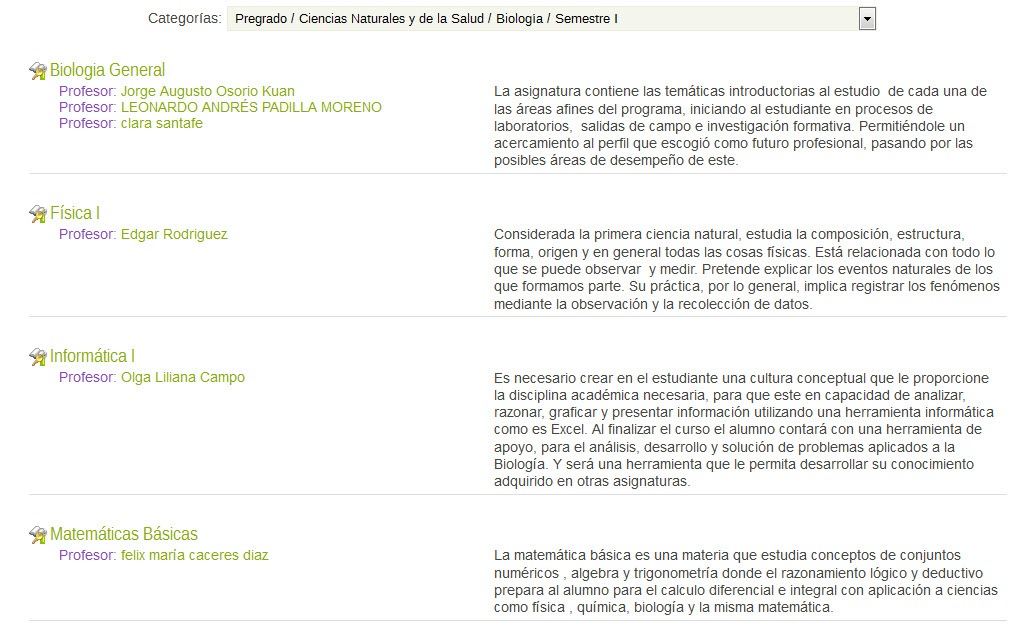 Categorías: Pregrado / Ciencias Naturales y de la Salud / Biología / Semestre I
Biologia General
Profesor: Jorge Augusto Osorio Kuan
Profesor: LEONARDO ANDRÉS PADILLA MORENO
Profesor: clara santafe
La asignatura contiene las temáticas introductorias al estudio  de cada una de
las áreas afines del programa, iniciando al estudiante en procesos de
laboratorios,  salidas de campo e investigación formativa. Permitiéndole un
acercamiento al perfil que escogió como futuro profesional, pasando por las
posibles áreas de desempeño de este.
Física I
Profesor: Edgar Rodriguez
Considerada la primera ciencia natural, estudia la composición, estructura,
forma, origen y en general todas las cosas físicas. Está relacionada con todo lo
que se puede observar  y medir. Pretende explicar los eventos naturales de los
que formamos parte. Su práctica, por lo general, implica registrar los fenómenos
mediante la observación y la recolección de datos.
Informática I
Profesor: Olga Liliana Campo
Es necesario crear en el estudiante una cultura conceptual que le proporcione
la disciplina académica necesaria, para que este en capacidad de analizar,
razonar, graficar y presentar información utilizando una herramienta informática
como es Excel. Al finalizar el curso el alumno contará con una herramienta de
apoyo, para el análisis, desarrollo y solución de problemas aplicados a la
Biología. Y será una herramienta que le permita desarrollar su conocimiento
adquirido en otras asignaturas.
Matemáticas Básicas
Profesor: felix maría caceres diaz
La matemática básica es una materia que estudia conceptos de conjuntos
numéricos , algebra y trigonometría donde el razonamiento lógico y deductivo
prepara al alumno para el calculo diferencial e integral con aplicación a ciencias
como física , química, biología y la misma matemática.